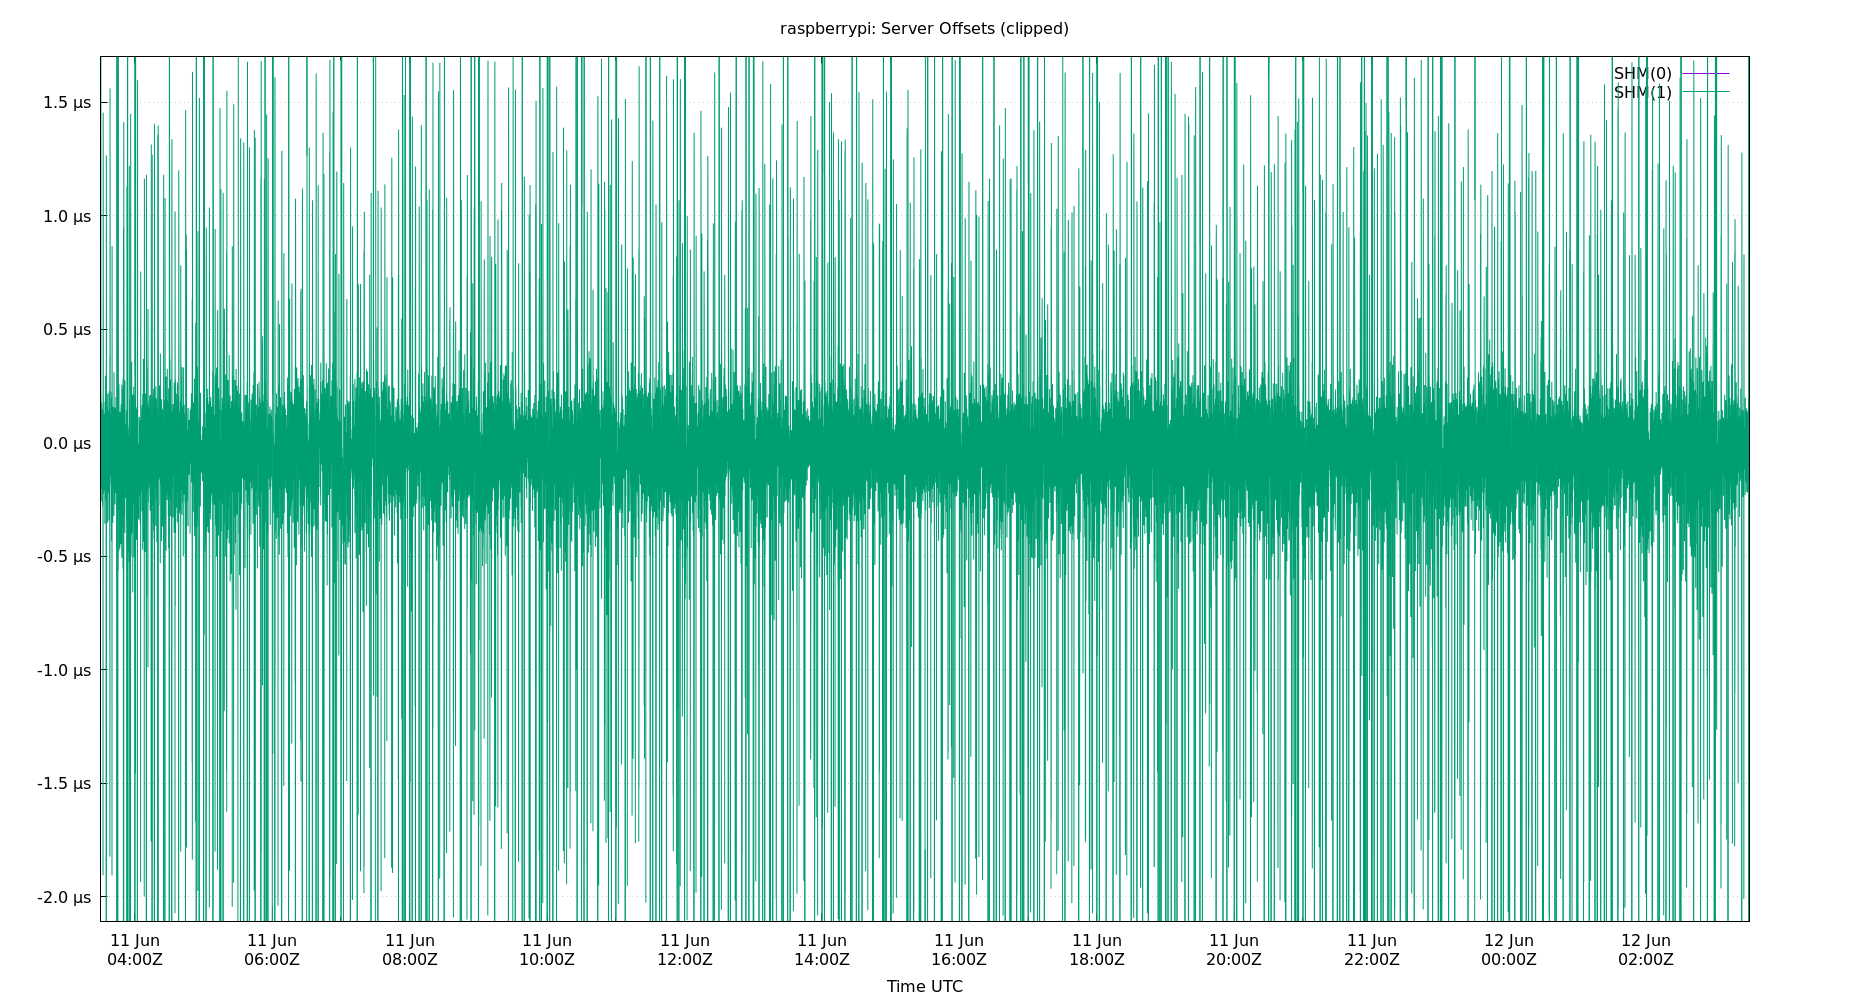 raspberrypi: Server Offsets (clipped)
SHM(0)
SHM(1)
1.5 µs
1.0 µs
0.5 µs
0.0 µs
-0.5 µs
-1.0 µs
-1.5 µs
-2.0 µs
11 Jun 11 Jun 11 Jun 11 Jun 11 Jun 11 Jun 11 Jun 11 Jun 11 Jun 11 Jun 12 Jun 12 Jun
04:00Z 06:00Z 08:00Z 10:00Z 12:00Z 14:00Z 16:00Z 18:00Z 20:00Z 22:00Z 00:00Z 02:00Z
Time UTC